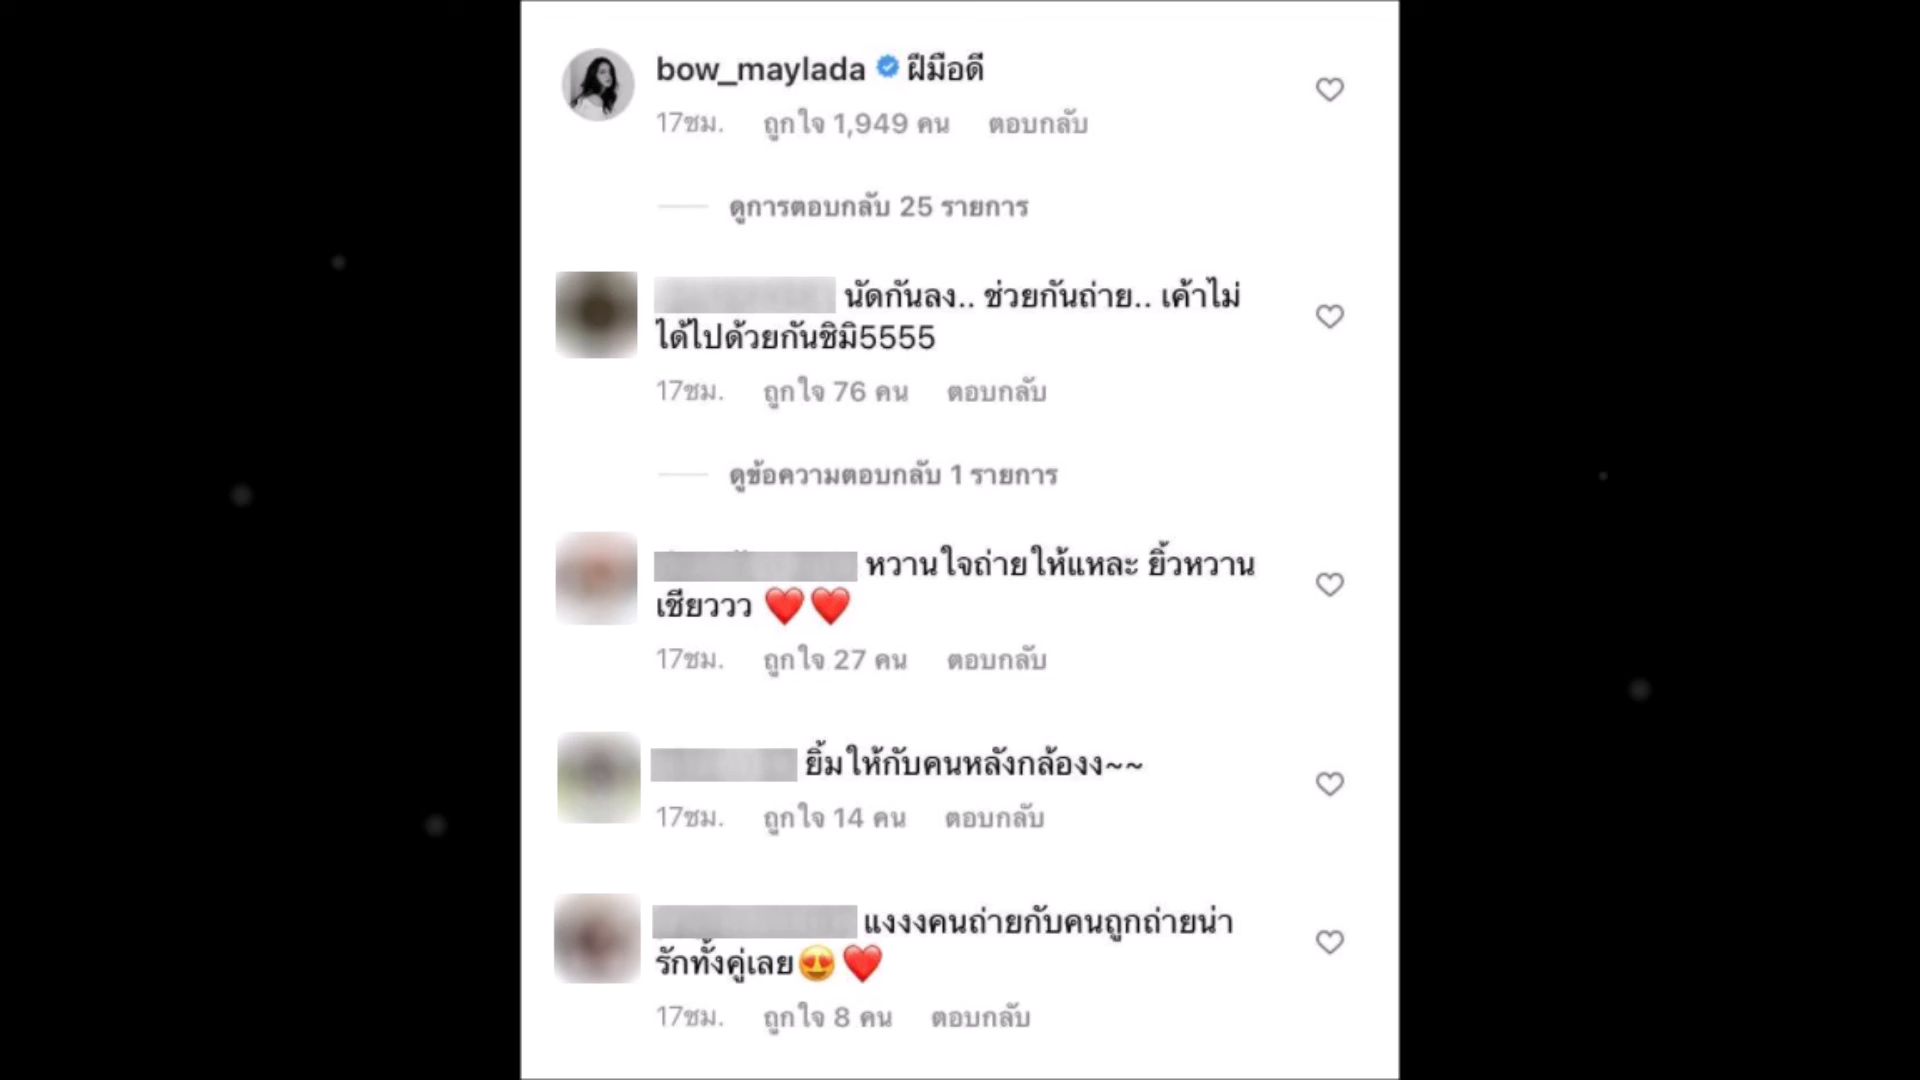 bow_maylada ฝีมือดี
17ชม. ถูกใจ 1,949 คน ตอบกลับ
ดูการตอบกลับ 25 รายการ
นัดกันลง.. ช่วยกันถ่าย.. เค้าไม่
ได้ไปด้วยกันชิมิ5555
17ชม. ถูกใจ 76 คน ตอบกลับ
ดูข้อความตอบกลับ 1 รายการ
หวานใจถ่ายให้แหละ ยิ้วหวาน
เชียววว ❤️❤️
17ชม. ถูกใจ 27 คน ตอบกลับ
ยิ้มให้กับคนหลังกล้องง~~
17ชม. ถูกใจ 14 คน ตอบกลับ
แงงงคนถ่ายกับคนถูกถ่ายน่า
รักทั้งคู่เลย😍❤️
17ชม. ถูกใจ 8 คน ตอบกลับ